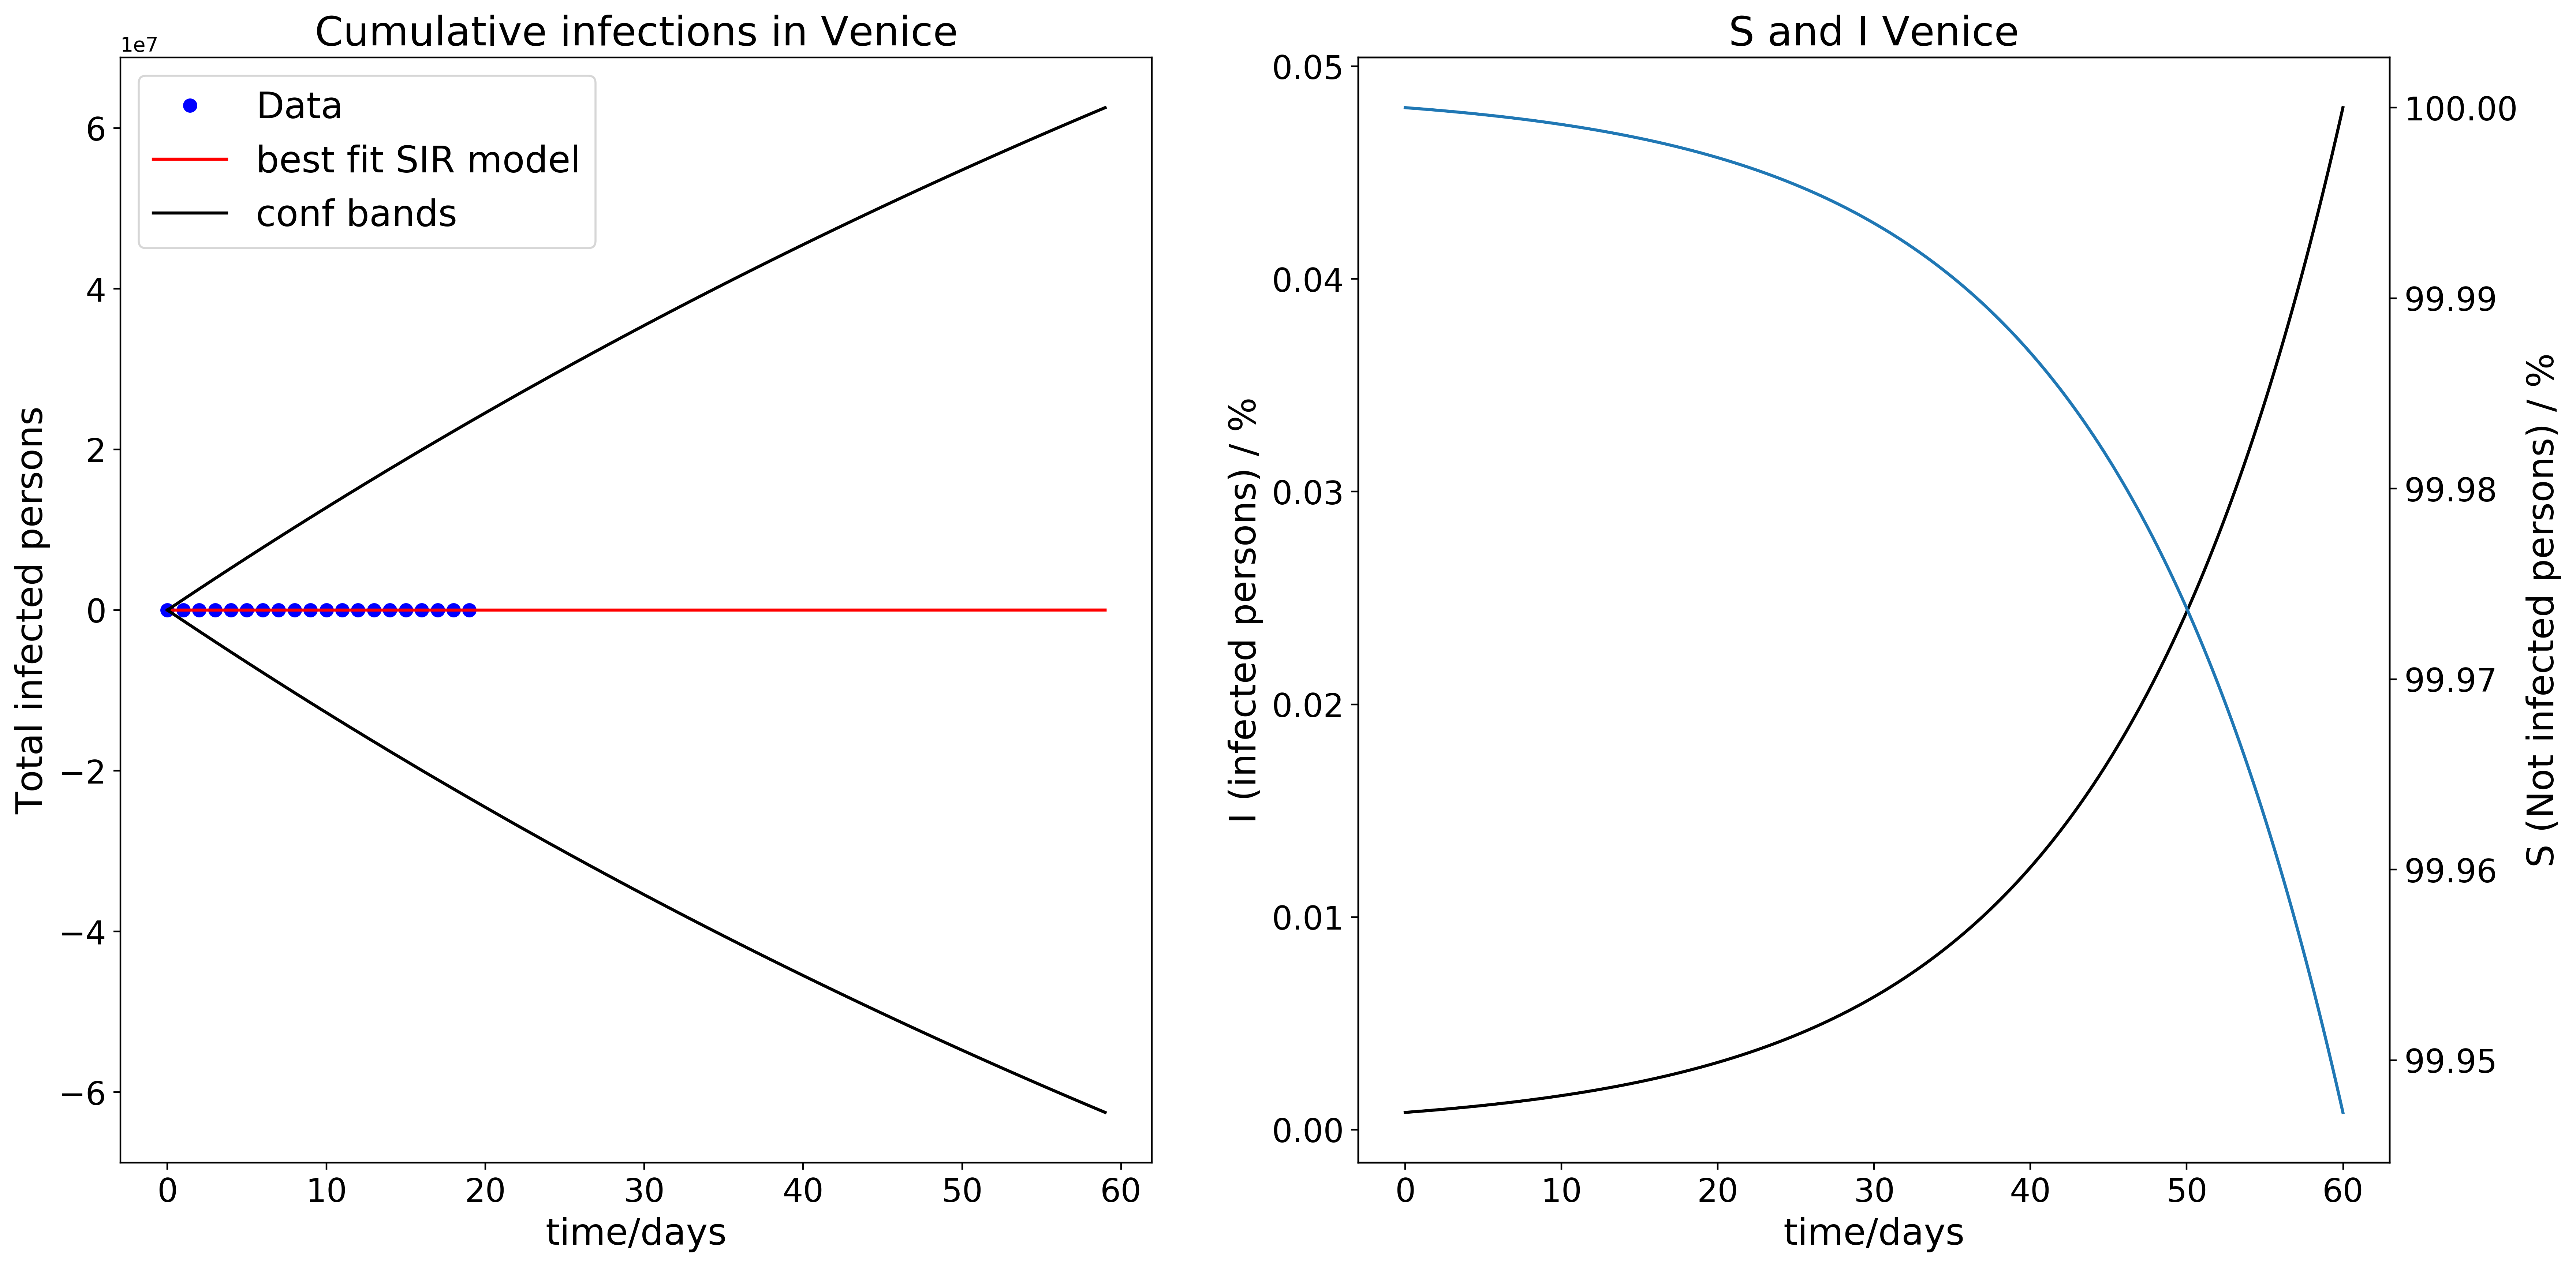 Cumulative infections in Venice
1e7
Data
best fit SIR model
conf bands
6
4
2
0
−2
−4
−6
Total infected persons
0 10 20 30 40 50 60
time/days
S and I Venice
0.05
0.04
0.03
0.02
0.01
0.00
I (infected persons) / %
100.00
99.99
99.98
99.97
99.96
99.95
S (Not infected persons) / %
0 10 20 30 40 50 60
time/days